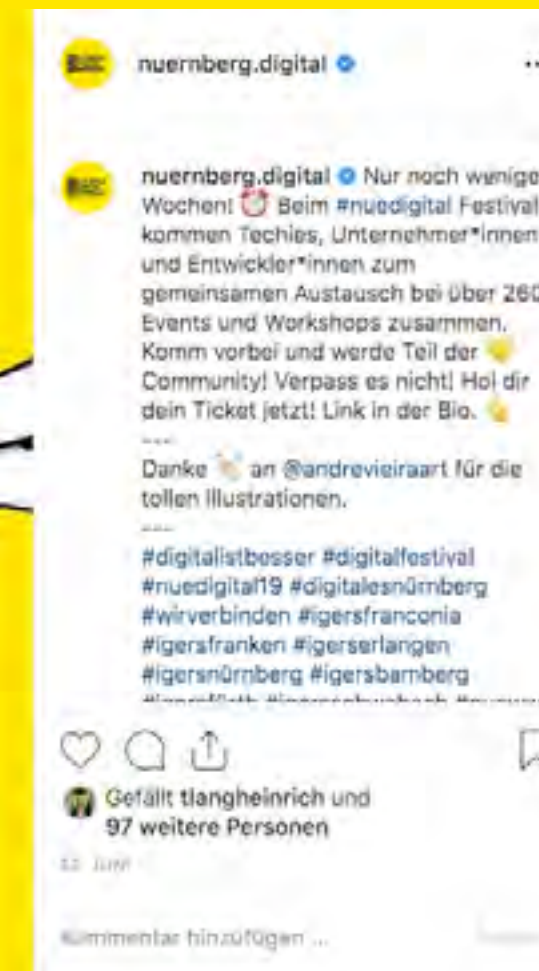 nuernberg.digital
nuernberg.digital Nur noch wenige
Wochen! ⏰ Beim #nuedigital Festival
kommen Techies, Unternehmer*innen
und Entwickler*innen zum
gemeinsamen Austausch bei über 260
Events und Workshops zusammen.
Komm vorbei und werde Teil der
Community! Verpass es nicht! Hol dir
dein Ticket jetzt! Link in der Bio.
---
Danke an @andrevieiraart für die
tollen Illustrationen.
---
#digitalistbesser #digitalfestival
#nuedigital19 #digitalesnürnberg
#wirverbinden #igersfranconia
#igersfranken #igerserlangen
#igersnürnberg #igersbamberg
Gefällt tlangheinrich und
97 weitere Personen
12. JUNI
Kommentar hinzufügen ...